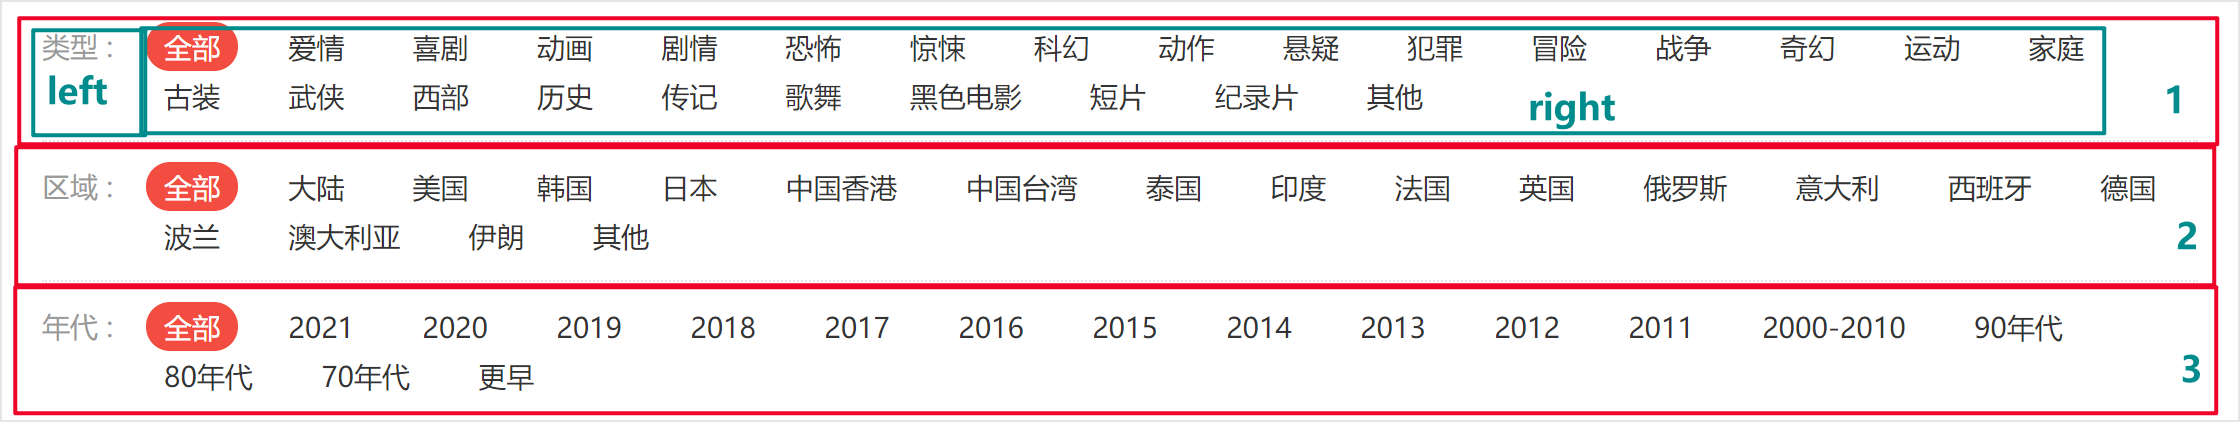 类型 : 全部 爱情 喜剧 动画 剧情 恐怖 惊悚 科幻 动作 悬疑 犯罪 冒险 战争 奇幻 运动 家庭
left 古装 武侠 西部 历史 传记 歌舞 黑色电影 短片 纪录片 其他 right 1
区域 : 全部 大陆 美国 韩国 日本 中国香港 中国台湾 泰国 印度 法国 英国 俄罗斯 意大利 西班牙 德国
波兰 澳大利亚 伊朗 其他 2
年代 : 全部 2021 2020 2019 2018 2017 2016 2015 2014 2013 2012 2011 2000-2010 90年代
80年代 70年代 更早 3